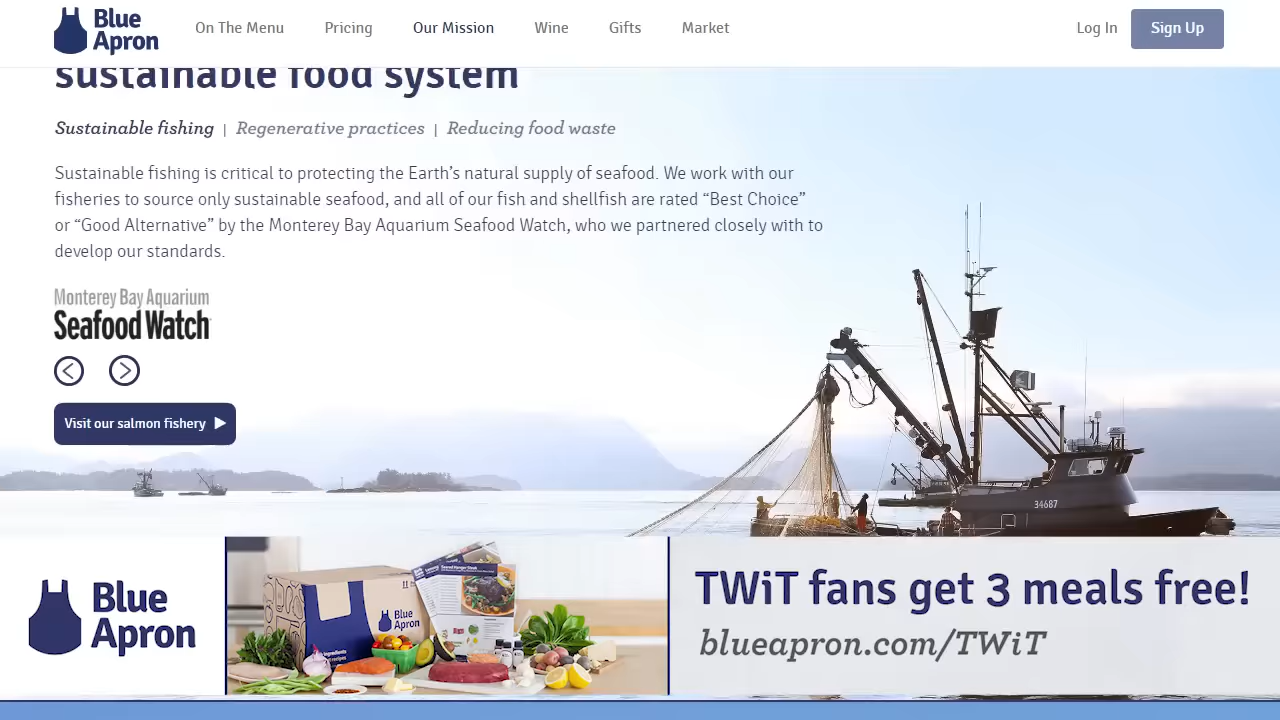 Blue
Apron
On The Menu
Pricing
Our Mission
Wine
Gifts
Market
Log In
Sign Up
sustainable food system
Sustainable fishing | Regenerative practices | Reducing food waste
Sustainable fishing is critical to protecting the Earth’s natural supply of seafood. We work with our
fisheries to source only sustainable seafood, and all of our fish and shellfish are rated “Best Choice”
or “Good Alternative” by the Monterey Bay Aquarium Seafood Watch, who we partnered closely with to
develop our standards.
Monterey Bay Aquarium
Seafood Watch
Visit our salmon fishery
34687
Blue
Apron
Blue
Apron
TWiT fans get 3 meals free!
blueapron.com/TWiT